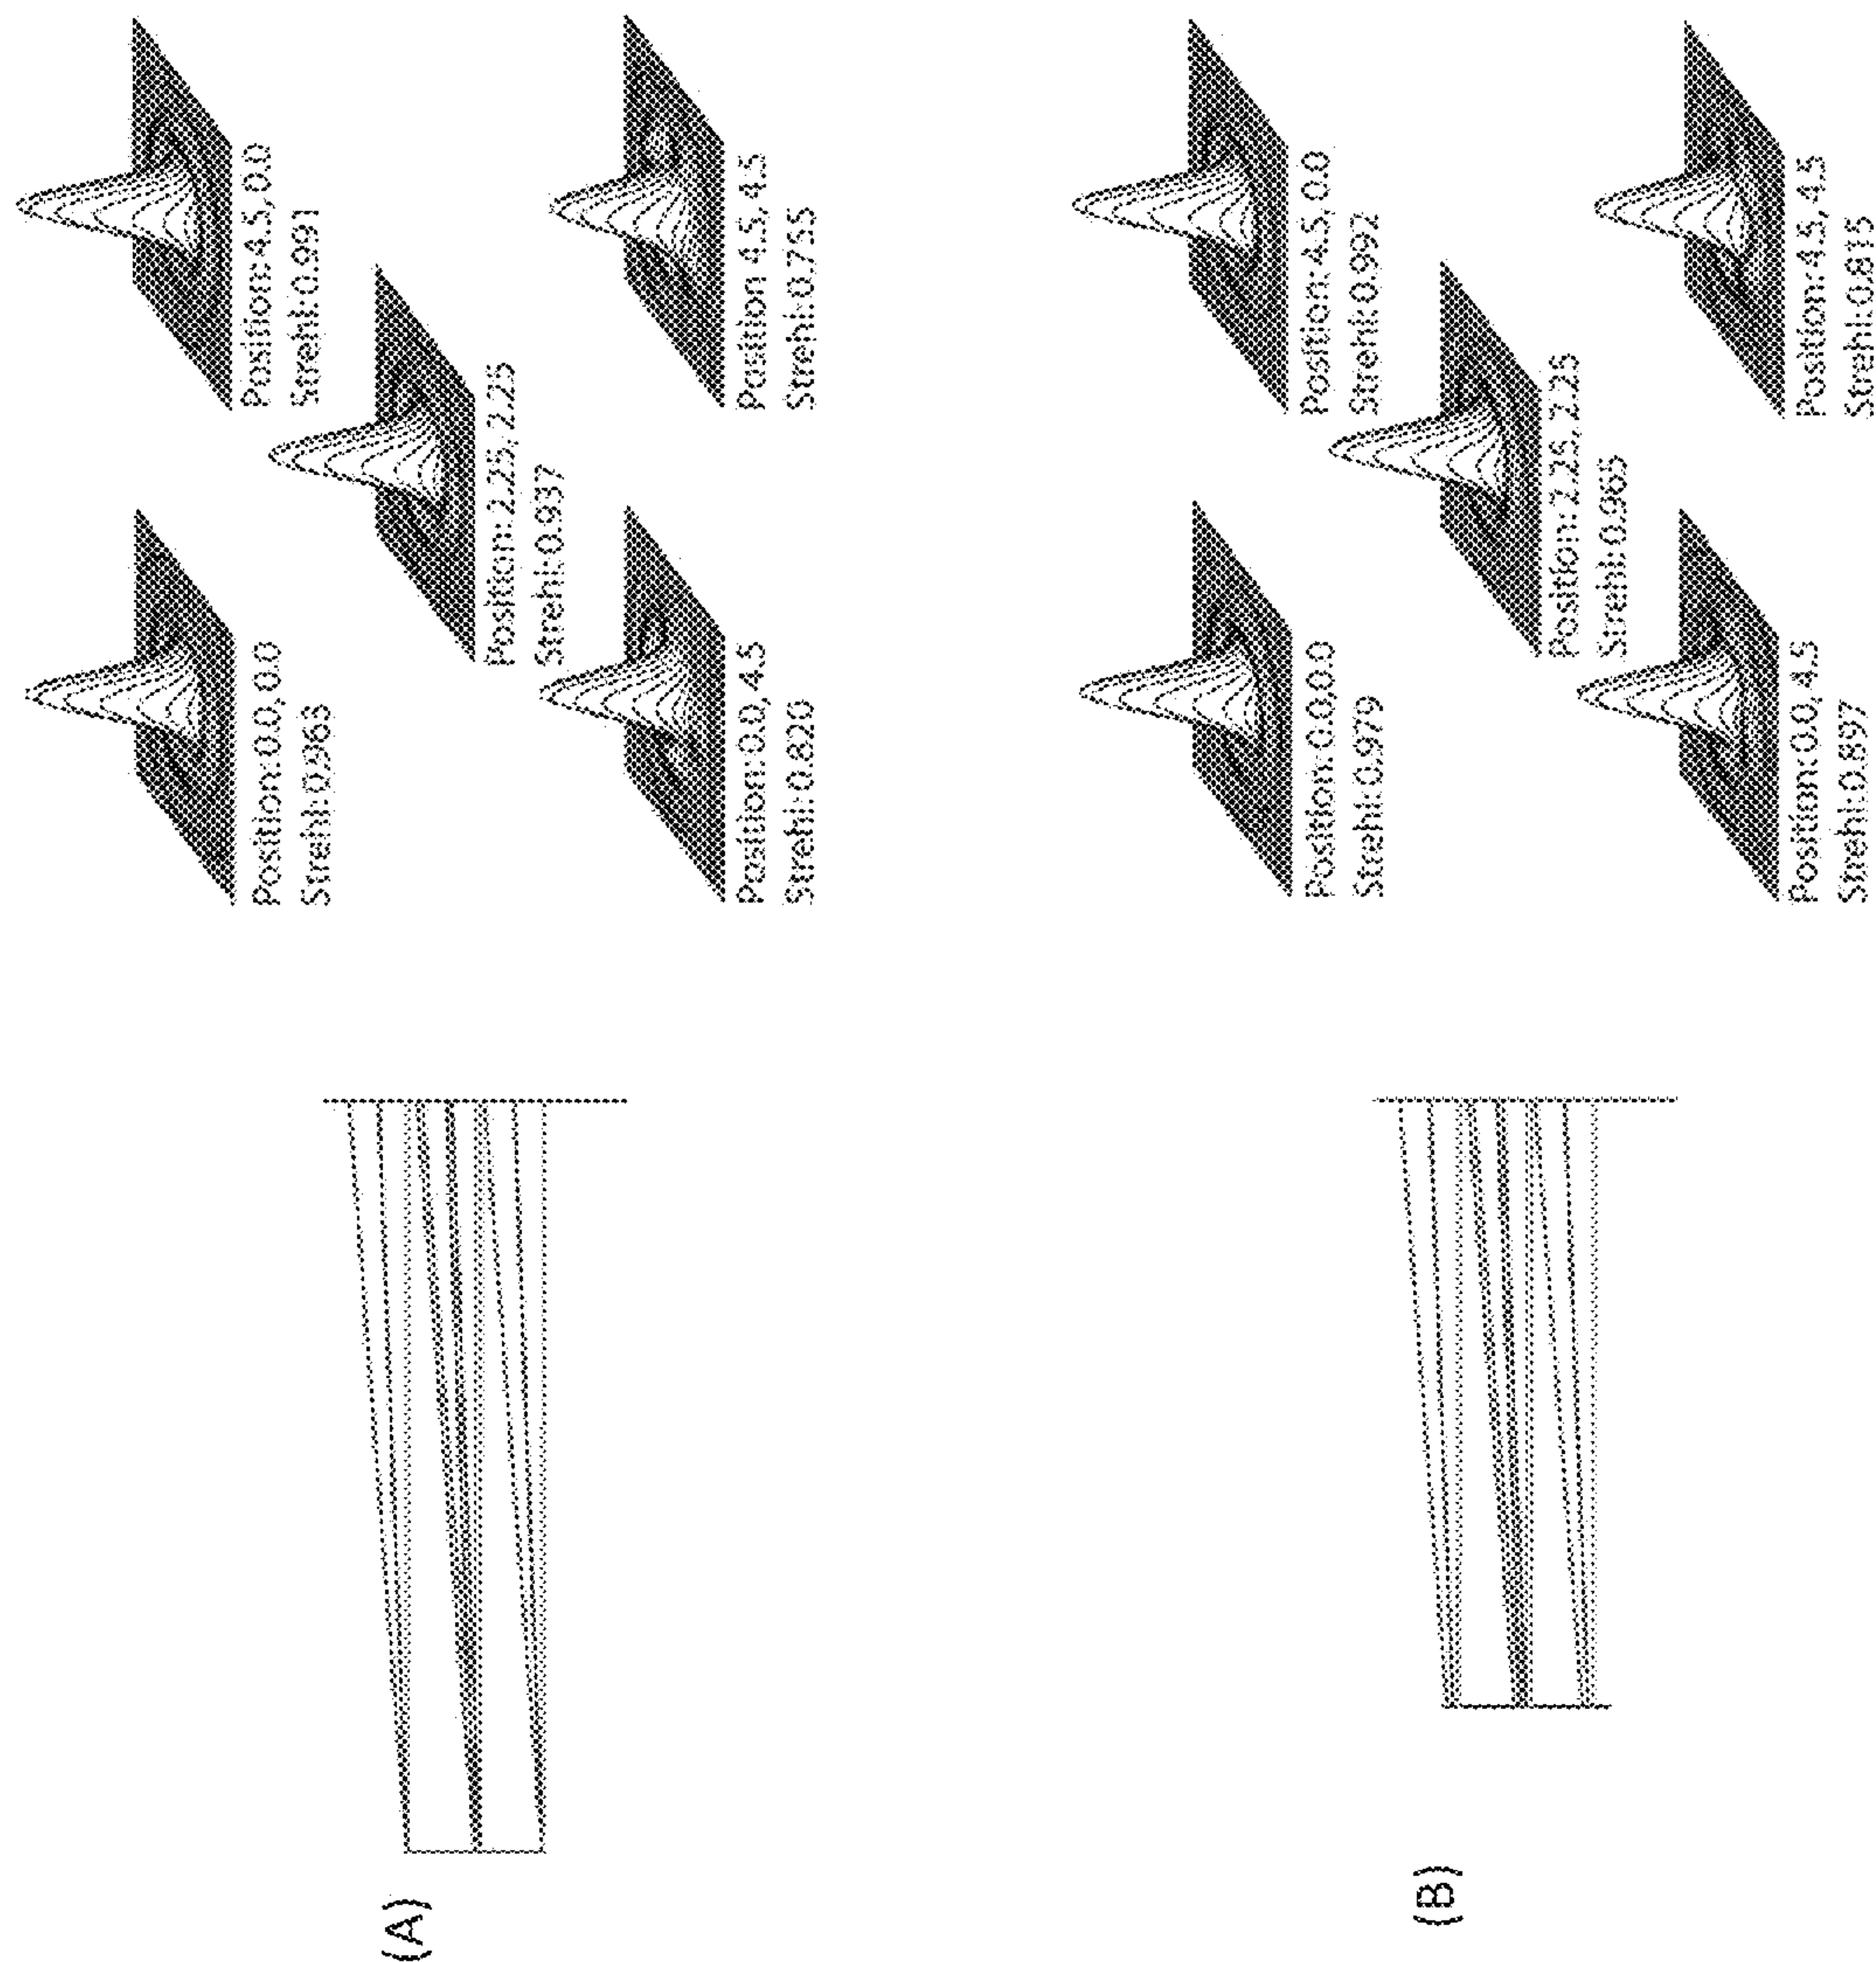 (A)
Position: 0.0, 0.0
Strehl: 0.963
Position: 4.5, 0.0
Strehl: 0.991
Position: 2.25, 2.25
Strehl: 0.937
Position: 0.0, 4.5
Strehl: 0.820
Position 4.5, 4.5
Strehl: 0.755
(B)
Position: 0.0, 0.0
Strehl: 0.979
Position: 4.5, 0.0
Strehl: 0.992
Position: 2.25, 2.25
Strehl: 0.965
Position: 0.0, 4.5
Strehl: 0.897
Position: 4.5, 4.5
Strehl: 0.815